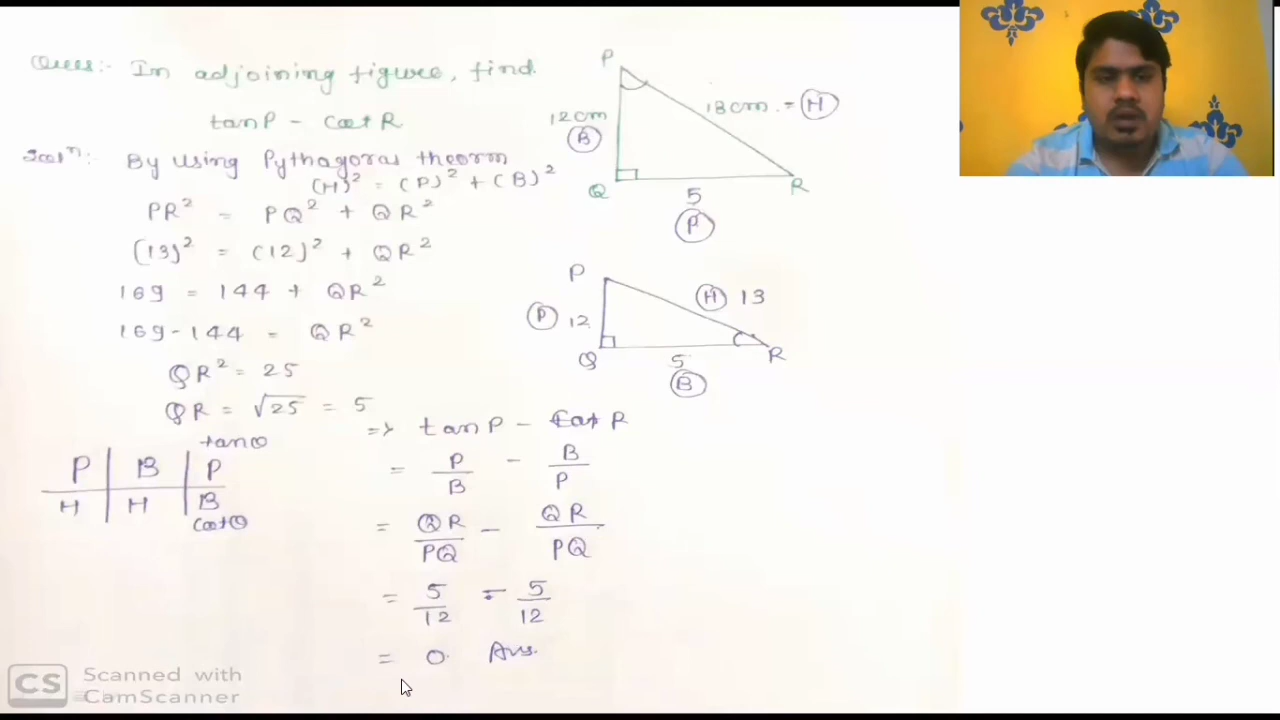 Ques:- In adjoining figure, find
tanP - cotR
Solⁿ:- By using Pythagoras theorm
(H)² = (P)² + (B)²
PR² = PQ² + QR²
(13)² = (12)² + QR²
169 = 144 + QR²
169-144 = QR²
QR² = 25
QR = √25 = 5
tanθ
P | B | P
H | H | B
cotθ
P
12cm
B
13cm = H
Q
5
R
P
P
P 12
H 13
Q
5
R
B
=> tanP - CotR
= P/B - B/P
= QR/PQ - QR/PQ
= 5/12 - 5/12
= 0 Ans.
CS Scanned with
CamScanner